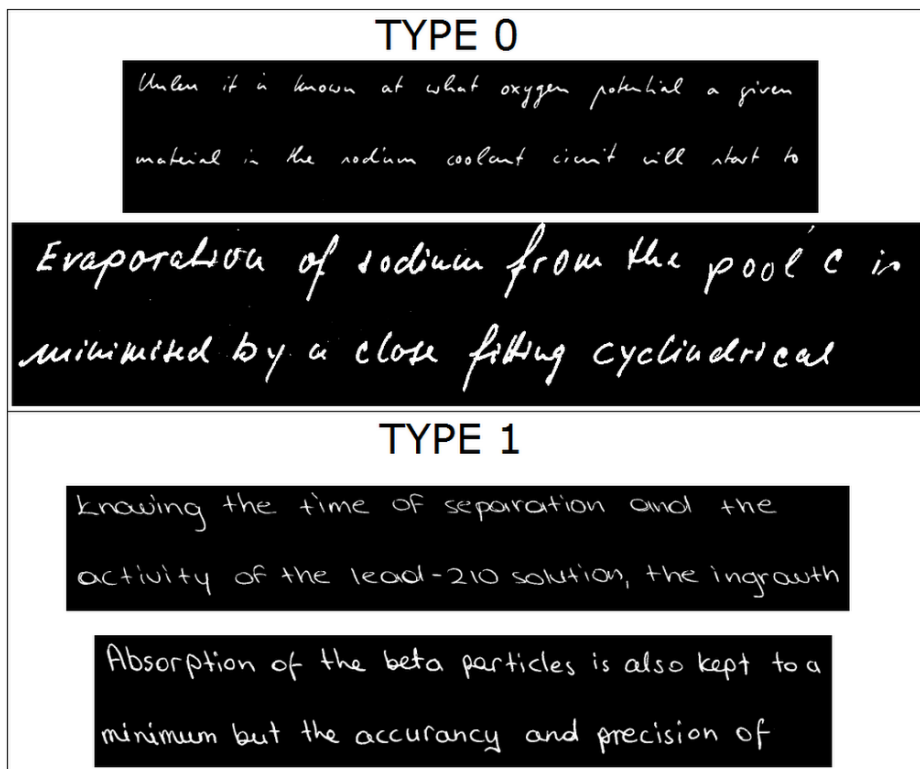 TYPE 0
Unless it is known at what oxygen potential a given
material in the sodium coolant circuit will start to
Evaporation of sodium from the pool c is
minimised by a close fitting cyclindrical
TYPE 1
Knowing the time of separation and the
activity of the lead-210 solution, the ingrowth
Absorption of the beta particles is also kept to a
minimum but the accurancy and precision of